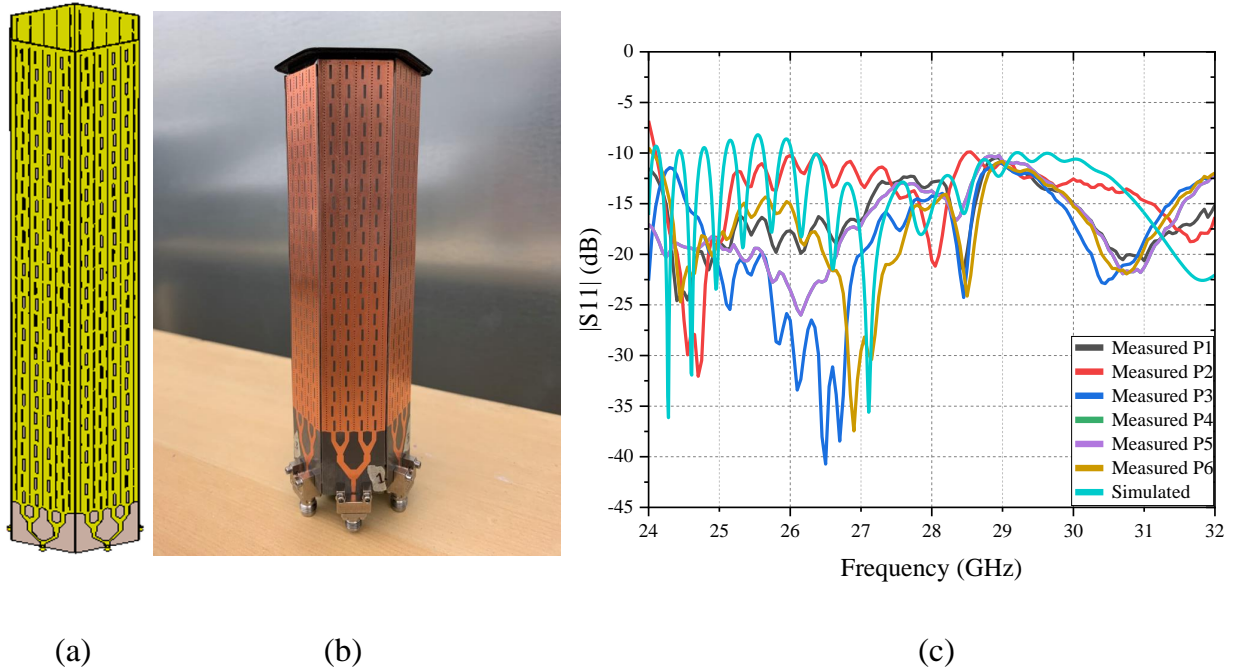 0
-5
-10
-15
-20
-25
-30
-35
-40
-45
|S11| (dB)
24 25 26 27 28 29 30 31 32
Frequency (GHz)
Measured P1
Measured P2
Measured P3
Measured P4
Measured P5
Measured P6
Simulated
1
(a) (b) (c)